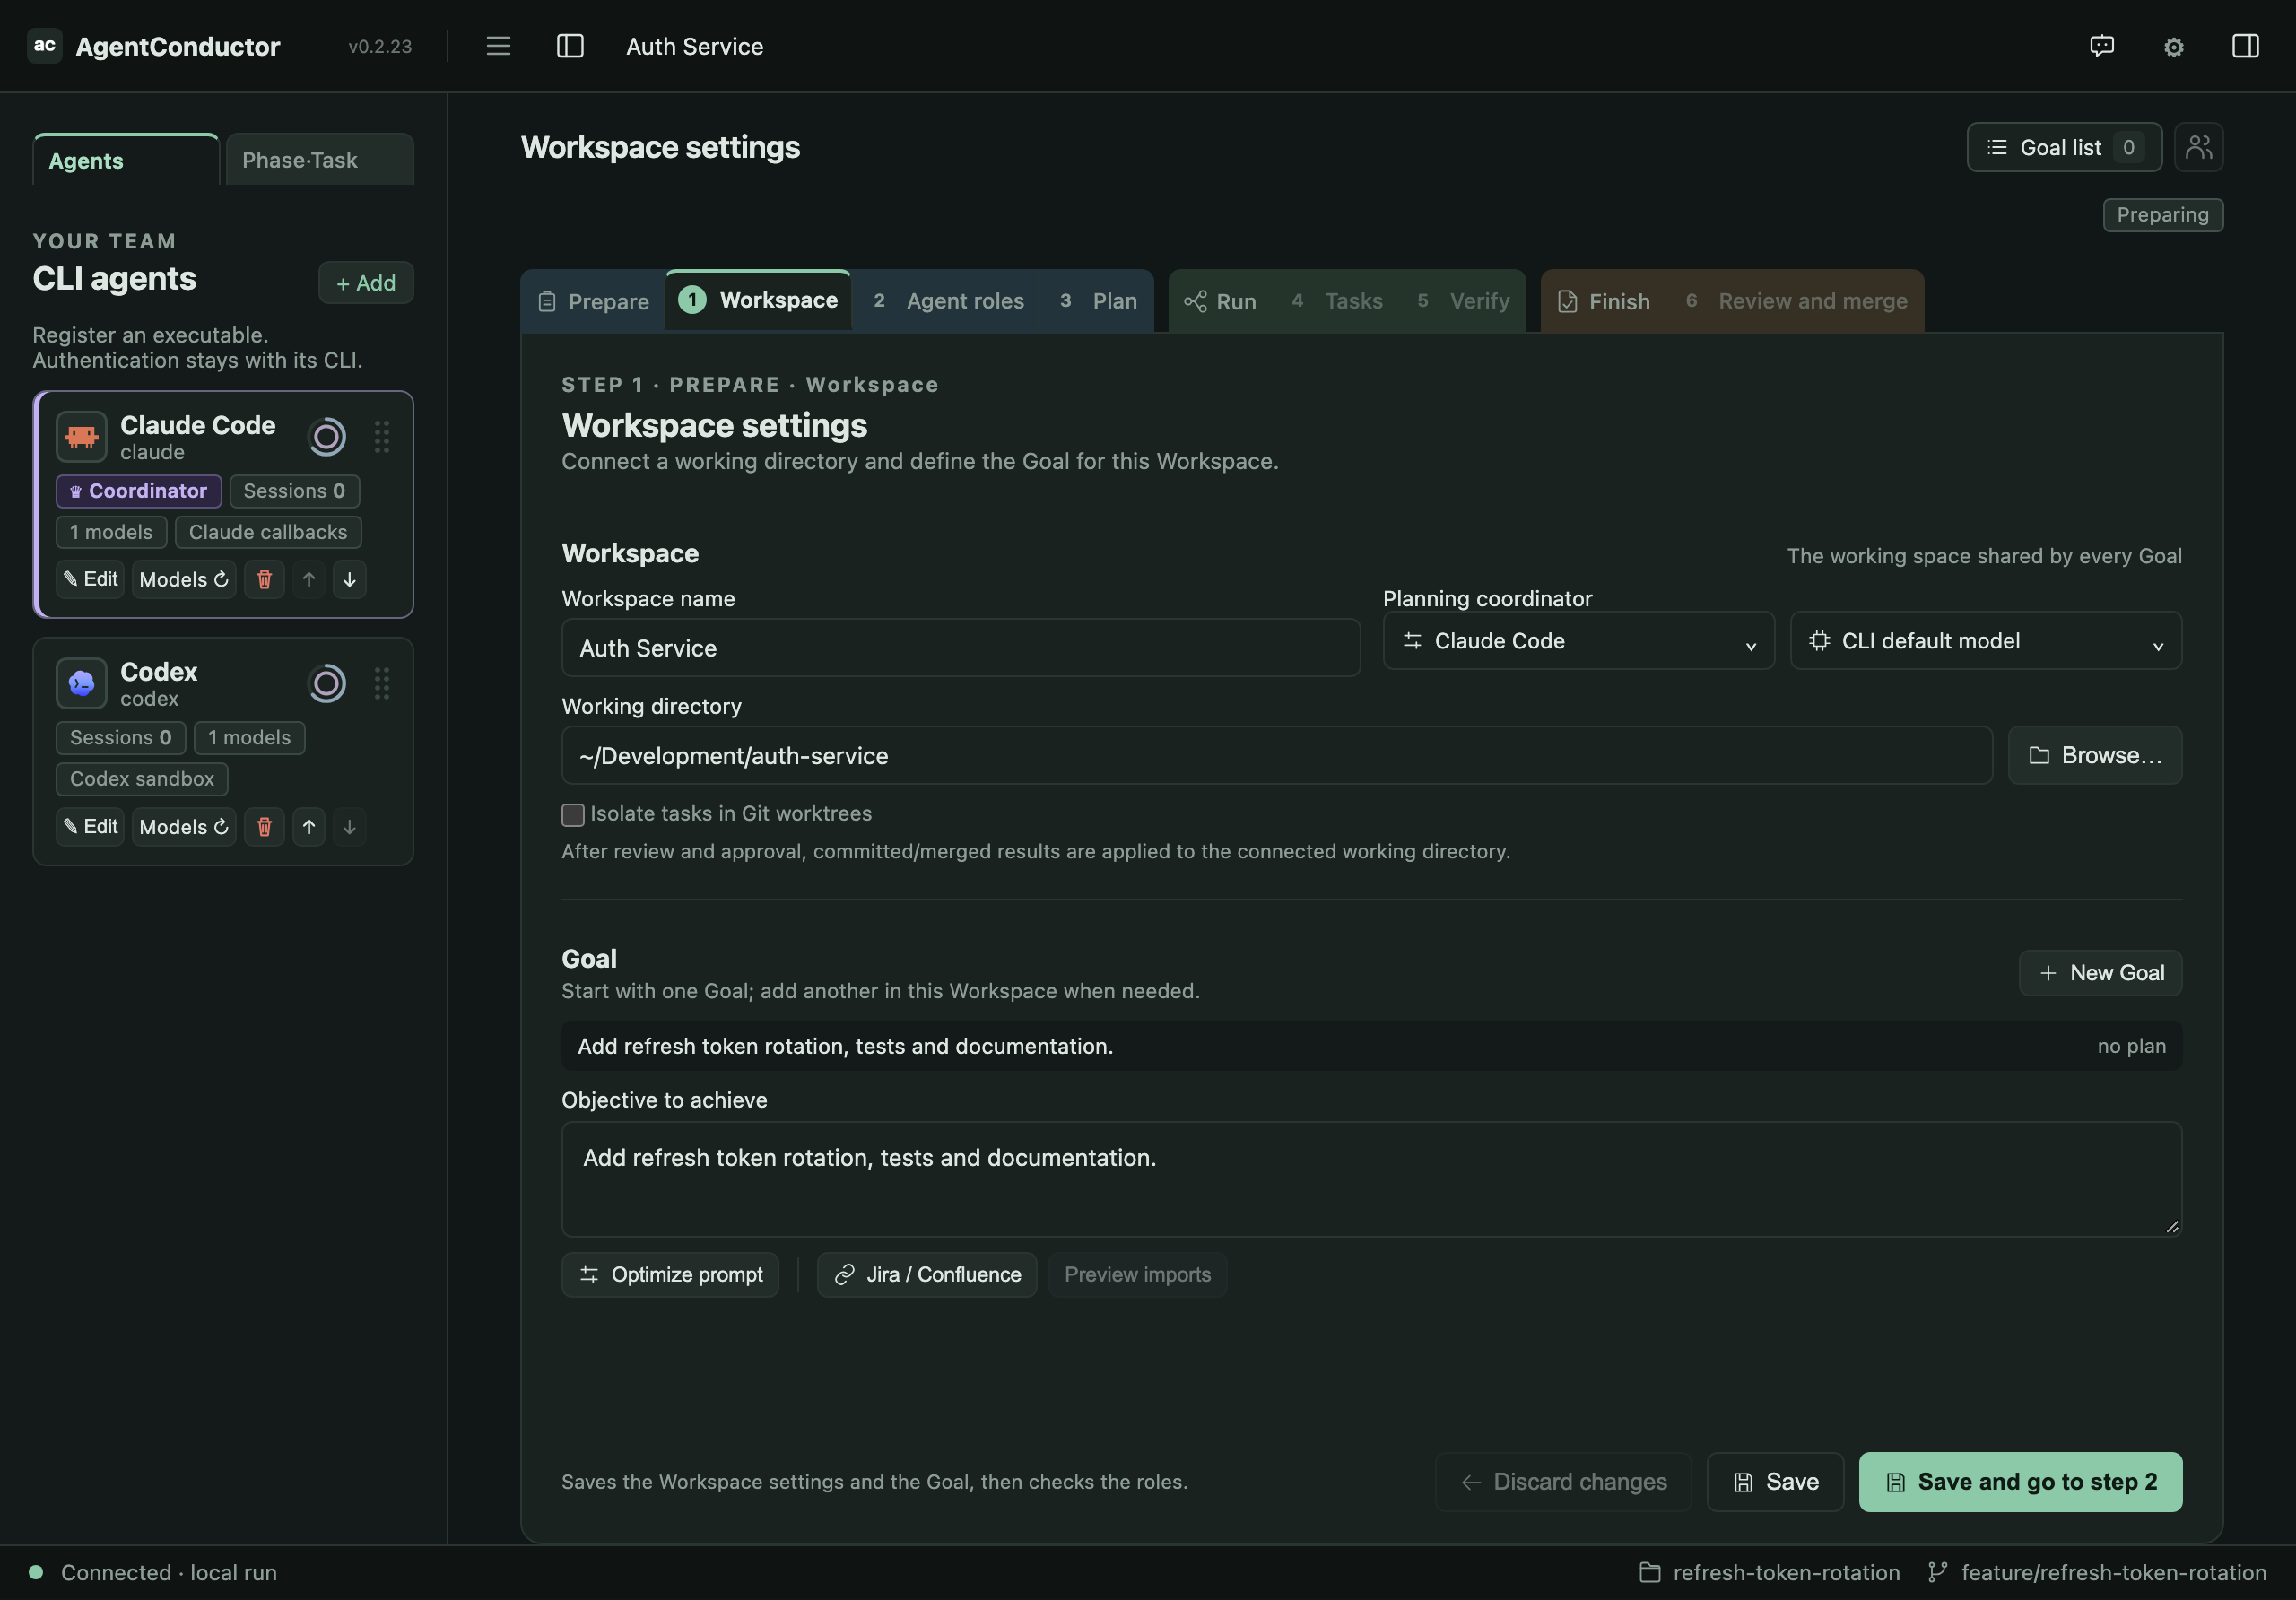 ac AgentConductor v0.2.23 Auth Service
Agents Phase·Task
YOUR TEAM
CLI agents + Add
Register an executable.
Authentication stays with its CLI.
Claude Code
claude
Coordinator Sessions 0
1 models Claude callbacks
Edit Models
Codex
codex
Sessions 0 1 models
Codex sandbox
Edit Models
Workspace settings Goal list 0
Preparing
Prepare 1 Workspace 2 Agent roles 3 Plan Run 4 Tasks 5 Verify Finish 6 Review and merge
STEP 1 · PREPARE · Workspace
Workspace settings
Connect a working directory and define the Goal for this Workspace.
Workspace The working space shared by every Goal
Workspace name Planning coordinator
Auth Service Claude Code CLI default model
Working directory
~/Development/auth-service Browse...
Isolate tasks in Git worktrees
After review and approval, committed/merged results are applied to the connected working directory.
Goal
Start with one Goal; add another in this Workspace when needed. + New Goal
Add refresh token rotation, tests and documentation. no plan
Objective to achieve
Add refresh token rotation, tests and documentation.
Optimize prompt Jira / Confluence Preview imports
Saves the Workspace settings and the Goal, then checks the roles. ← Discard changes Save Save and go to step 2
Connected · local run refresh-token-rotation feature/refresh-token-rotation